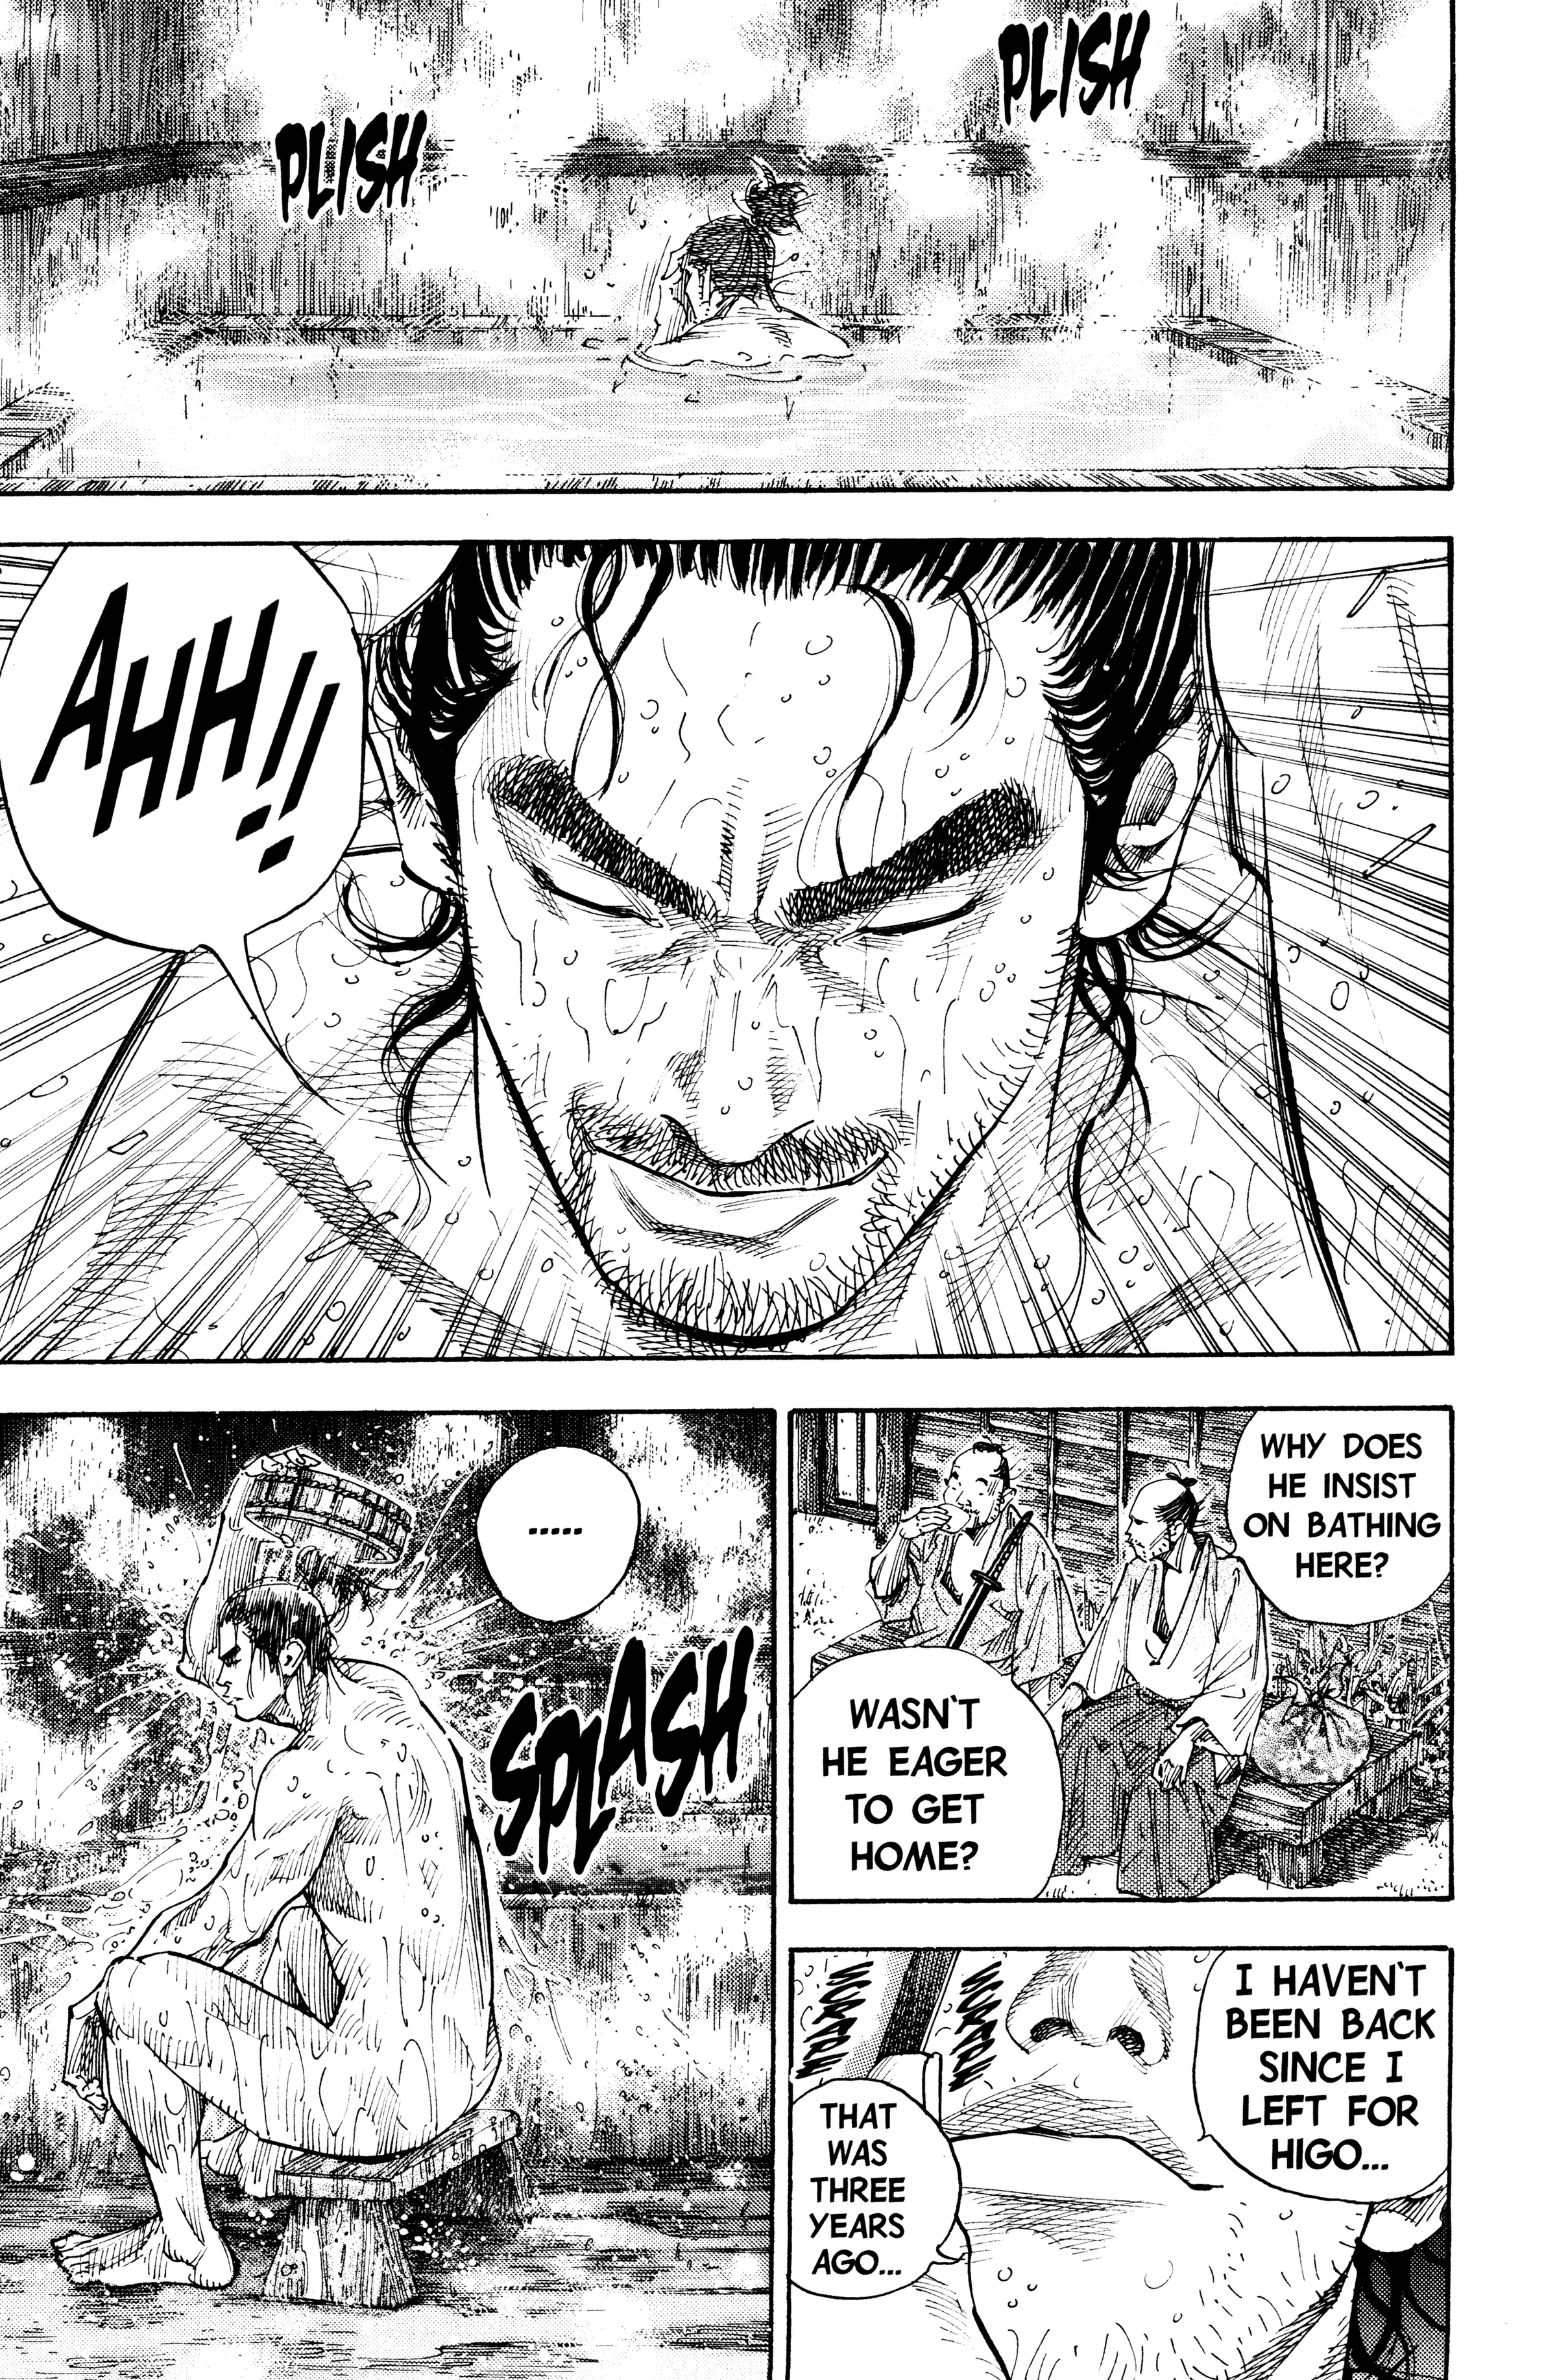 PLISH
PLISH
AHH!!
WHY DOES
HE INSIST
ON BATHING
HERE?
WASN'T
HE EAGER
TO GET
HOME?
.....
SPLASH
I HAVEN'T
BEEN BACK
SINCE I
LEFT FOR
HIGO...
THAT
WAS
THREE
YEARS
AGO...